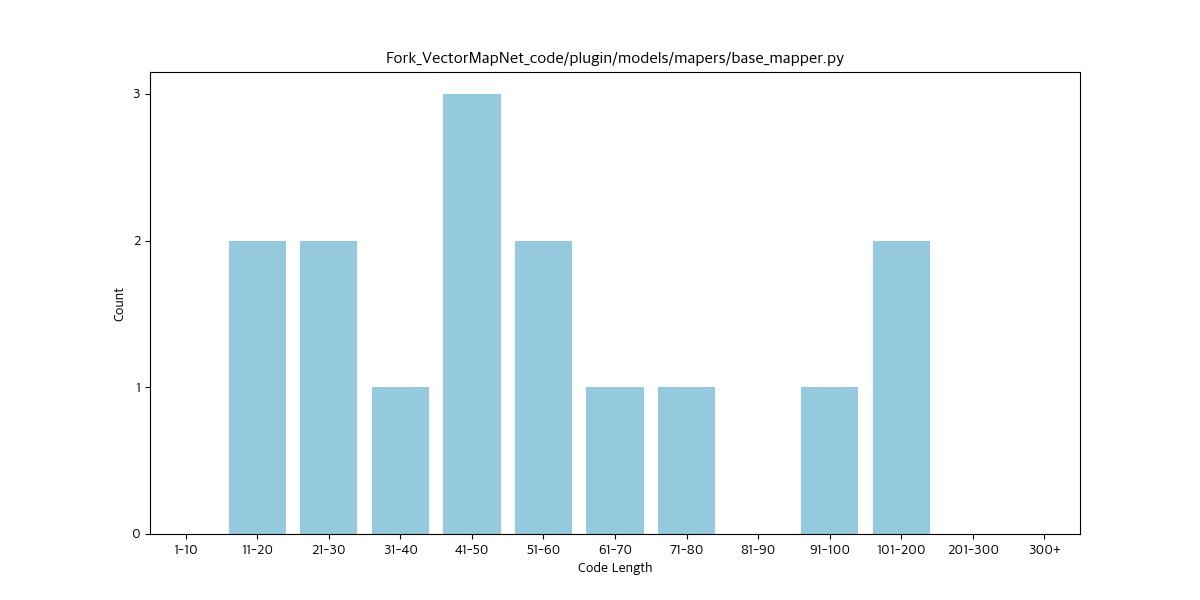 Fork_VectorMapNet_code/plugin/models/mapers/base_mapper.py
3
2
1
0
Count
1-10 11-20 21-30 31-40 41-50 51-60 61-70 71-80 81-90 91-100 101-200 201-300 300+
Code Length